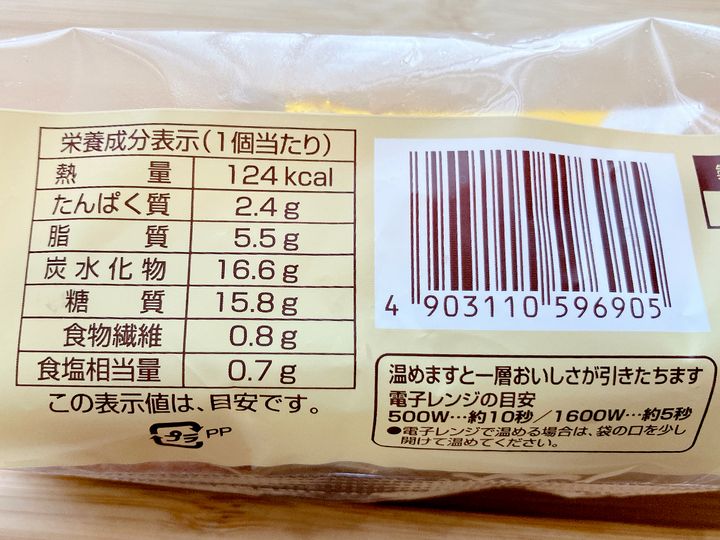 栄養成分表示(1個当たり)
熱量 124kcal
たんぱく質 2.4g
脂質 5.5g
炭水化物 16.6g
糖質 15.8g
食物繊維 0.8g
食塩相当量 0.7g
この表示値は、目安です。
プラ PP
4 903110 596905
温めますと一層おいしさが引きたちます
電子レンジの目安
500W…約10秒/1600W…約5秒
●電子レンジで温める場合は、袋の口を少し
開けて温めてください。